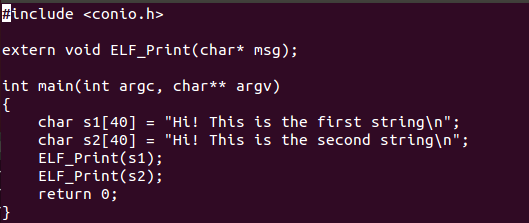 #include <conio.h>
extern void ELF_Print(char* msg);
int main(int argc, char** argv)
{
    char s1[40] = "Hi! This is the first string\n";
    char s2[40] = "Hi! This is the second string\n";
    ELF_Print(s1);
    ELF_Print(s2);
    return 0;
}